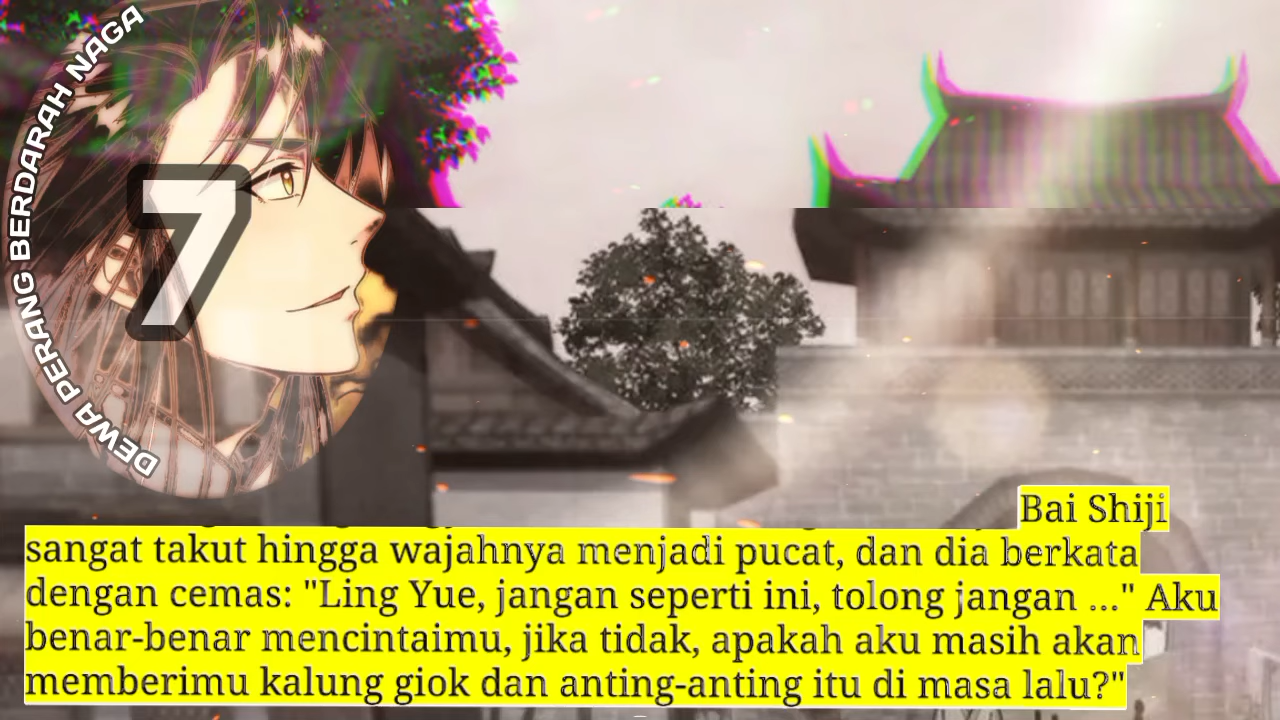 DEWA PERANG BERDARAH NAGA
7
Bai Shiji
sangat takut hingga wajahnya menjadi pucat, dan dia berkata
dengan cemas: "Ling Yue, jangan seperti ini, tolong jangan ..." Aku
benar-benar mencintaimu, jika tidak, apakah aku masih akan
memberimu kalung giok dan anting-anting itu di masa lalu?"